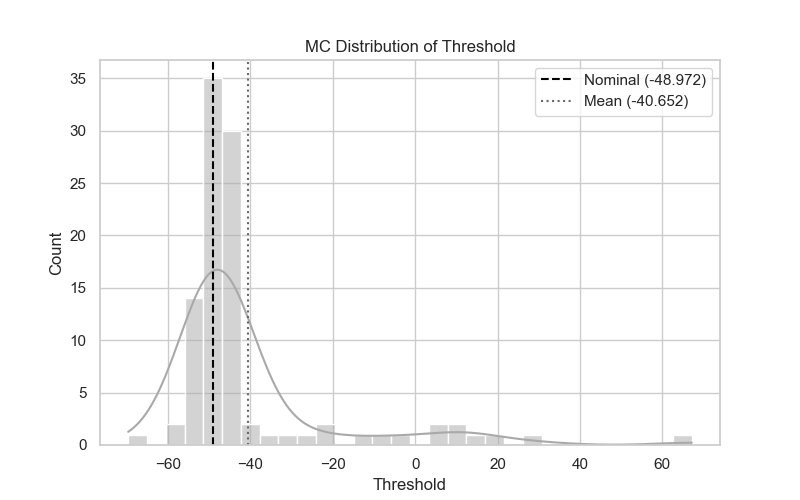 MC Distribution of Threshold
Nominal (-48.972)
Mean (-40.652)
Count
35
30
25
20
15
10
5
0
−60 −40 −20 0 20 40 60
Threshold